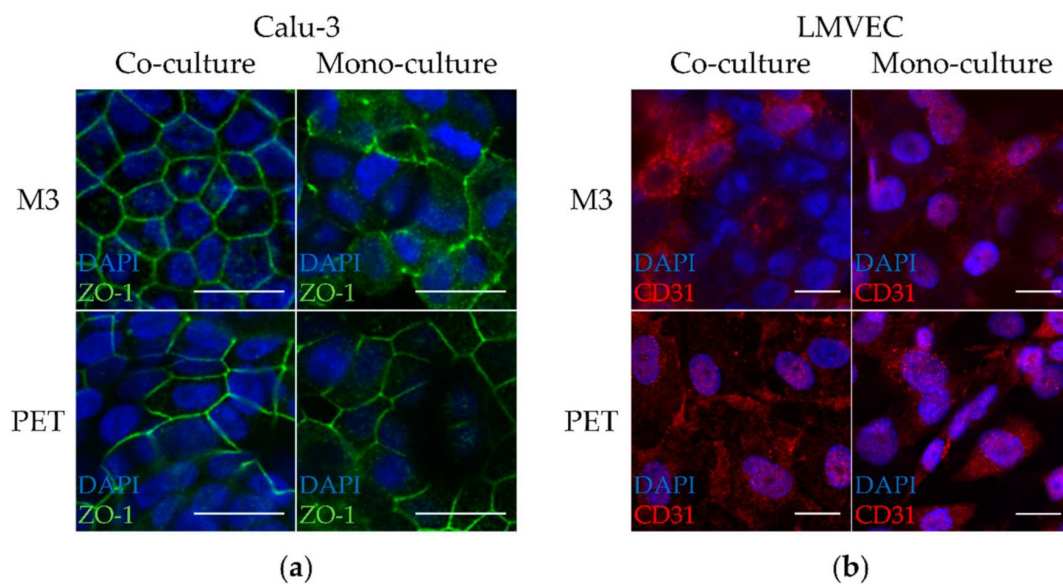 Calu-3
Co-culture Mono-culture
M3
DAPI
ZO-1
DAPI
ZO-1
PET
DAPI
ZO-1
DAPI
ZO-1
(a)
LMVEC
Co-culture Mono-culture
M3
DAPI
CD31
DAPI
CD31
PET
DAPI
CD31
DAPI
CD31
(b)